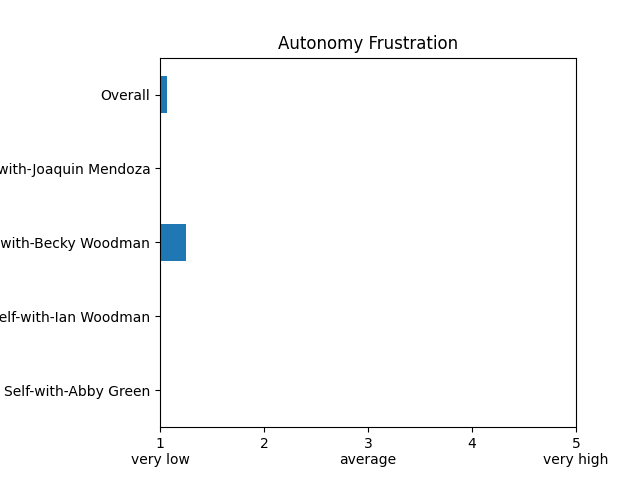 Autonomy Frustration
Overall
with-Joaquin Mendoza
with-Becky Woodman
elf-with-Ian Woodman
Self-with-Abby Green
1 2 3 4 5
very low average very high